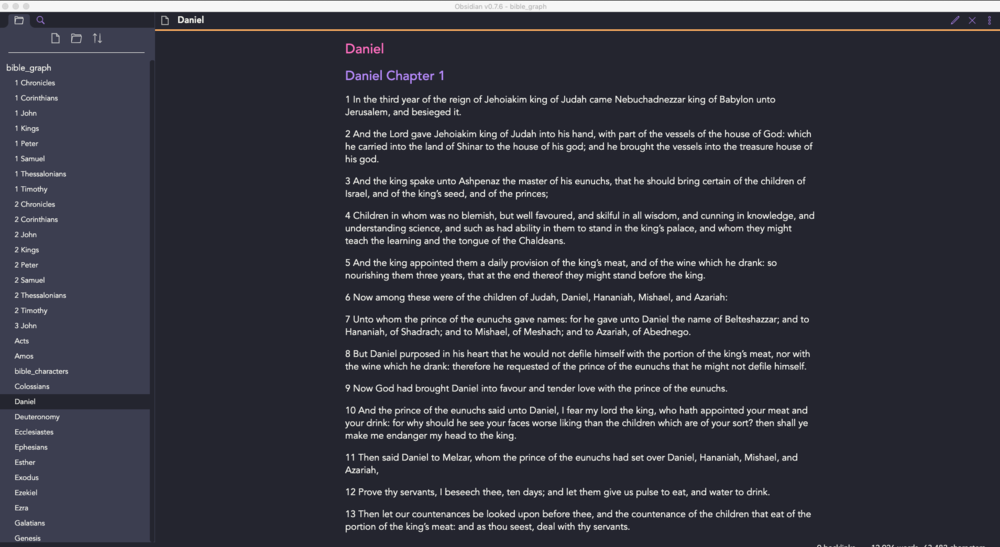 Obsidian v0.7.6 - bible_graph
Daniel
bible_graph
1 Chronicles
1 Corinthians
1 John
1 Kings
1 Peter
1 Samuel
1 Thessalonians
1 Timothy
2 Chronicles
2 Corinthians
2 John
2 Kings
2 Peter
2 Samuel
2 Thessalonians
2 Timothy
3 John
Acts
Amos
bible_characters
Colossians
Daniel
Deuteronomy
Ecclesiastes
Ephesians
Esther
Exodus
Ezekiel
Ezra
Galatians
Genesis
Daniel
Daniel Chapter 1
1 In the third year of the reign of Jehoiakim king of Judah came Nebuchadnezzar king of Babylon unto
Jerusalem, and besieged it.
2 And the Lord gave Jehoiakim king of Judah into his hand, with part of the vessels of the house of God: which
he carried into the land of Shinar to the house of his god; and he brought the vessels into the treasure house of
his god.
3 And the king spake unto Ashpenaz the master of his eunuchs, that he should bring certain of the children of
Israel, and of the king's seed, and of the princes;
4 Children in whom was no blemish, but well favoured, and skilful in all wisdom, and cunning in knowledge, and
understanding science, and such as had ability in them to stand in the king's palace, and whom they might
teach the learning and the tongue of the Chaldeans.
5 And the king appointed them a daily provision of the king's meat, and of the wine which he drank: so
nourishing them three years, that at the end thereof they might stand before the king.
6 Now among these were of the children of Judah, Daniel, Hananiah, Mishael, and Azariah:
7 Unto whom the prince of the eunuchs gave names: for he gave unto Daniel the name of Belteshazzar; and to
Hananiah, of Shadrach; and to Mishael, of Meshach; and to Azariah, of Abednego.
8 But Daniel purposed in his heart that he would not defile himself with the portion of the king's meat, nor with
the wine which he drank: therefore he requested of the prince of the eunuchs that he might not defile himself.
9 Now God had brought Daniel into favour and tender love with the prince of the eunuchs.
10 And the prince of the eunuchs said unto Daniel, I fear my lord the king, who hath appointed your meat and
your drink: for why should he see your faces worse liking than the children which are of your sort? then shall ye
make me endanger my head to the king.
11 Then said Daniel to Melzar, whom the prince of the eunuchs had set over Daniel, Hananiah, Mishael, and
Azariah,
12 Prove thy servants, I beseech thee, ten days; and let them give us pulse to eat, and water to drink.
13 Then let our countenances be looked upon before thee, and the countenance of the children that eat of the
portion of the king's meat: and as thou seest, deal with thy servants.